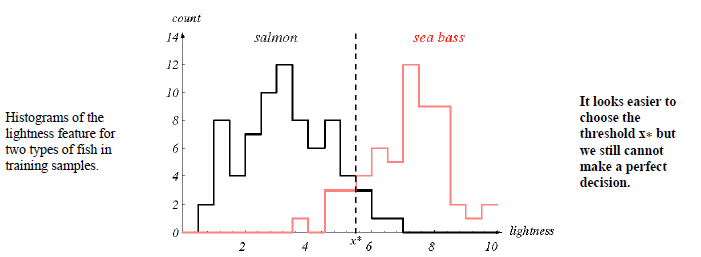 count
14
salmon
sea bass
12
10
8
6
4
2
0
2
4
x*
6
8
10
lightness
Histograms of the
lightness feature for
two types of fish in
training samples.
It looks easier to
choose the
threshold x∗ but
we still cannot
make a perfect
decision.